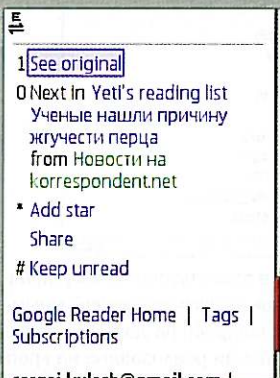 1 See original
0 Next in Yeti's reading list
Ученые нашли причину
жгучести перца
from Новости на
korrespondent.net
* Add star
Share
# Keep unread
Google Reader Home | Tags |
Subscriptions